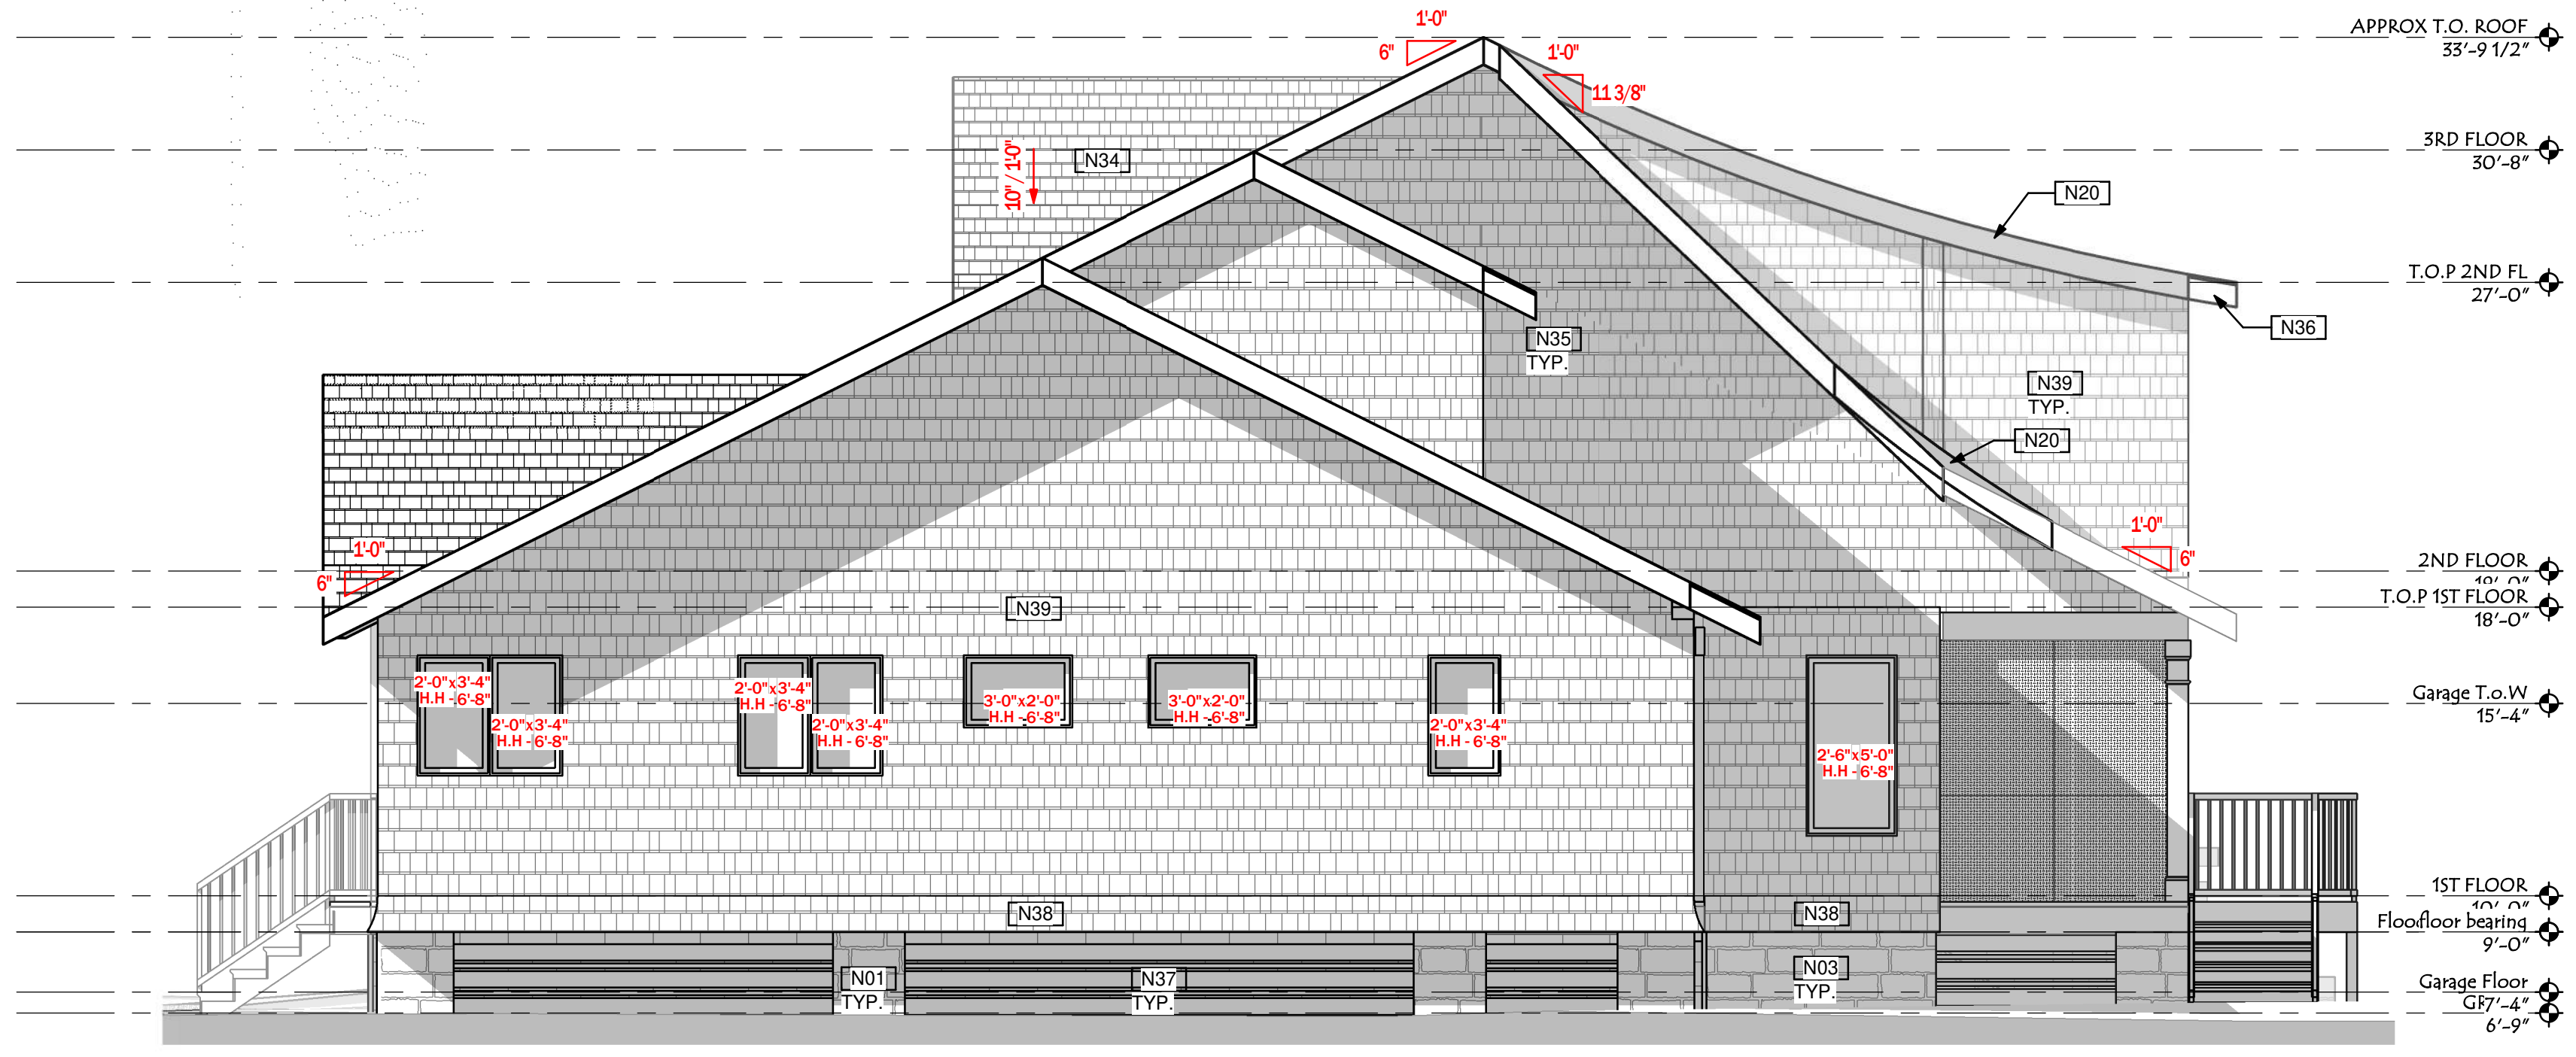 APPROX T.O. ROOF
33'-9 1/2"
3RD FLOOR
30'-8"
T.O.P 2ND FL
27'-0"
2ND FLOOR
T.O.P 1ST FLOOR
18'-0"
Garage T.o.W
15'-4"
1ST FLOOR
floor bearing
9'-0"
Garage Floor
7'-4"
6'-9"
1'-0"
6"
1'-0"
11 3/8"
10" / 1'-0"
N34
N20
N36
N35
TYP.
N39
TYP.
N20
1'-0"
6"
1'-0"
6"
N39
2'-0"x3'-4"
H.H - 6'-8"
2'-0"x3'-4"
H.H - 6'-8"
2'-0"x3'-4"
H.H - 6'-8"
2'-0"x3'-4"
H.H - 6'-8"
3'-0"x2'-0"
H.H - 6'-8"
3'-0"x2'-0"
H.H - 6'-8"
2'-0"x3'-4"
H.H - 6'-8"
2'-6"x5'-0"
H.H - 6'-8"
N38
N38
N01
TYP.
N37
TYP.
N03
TYP.